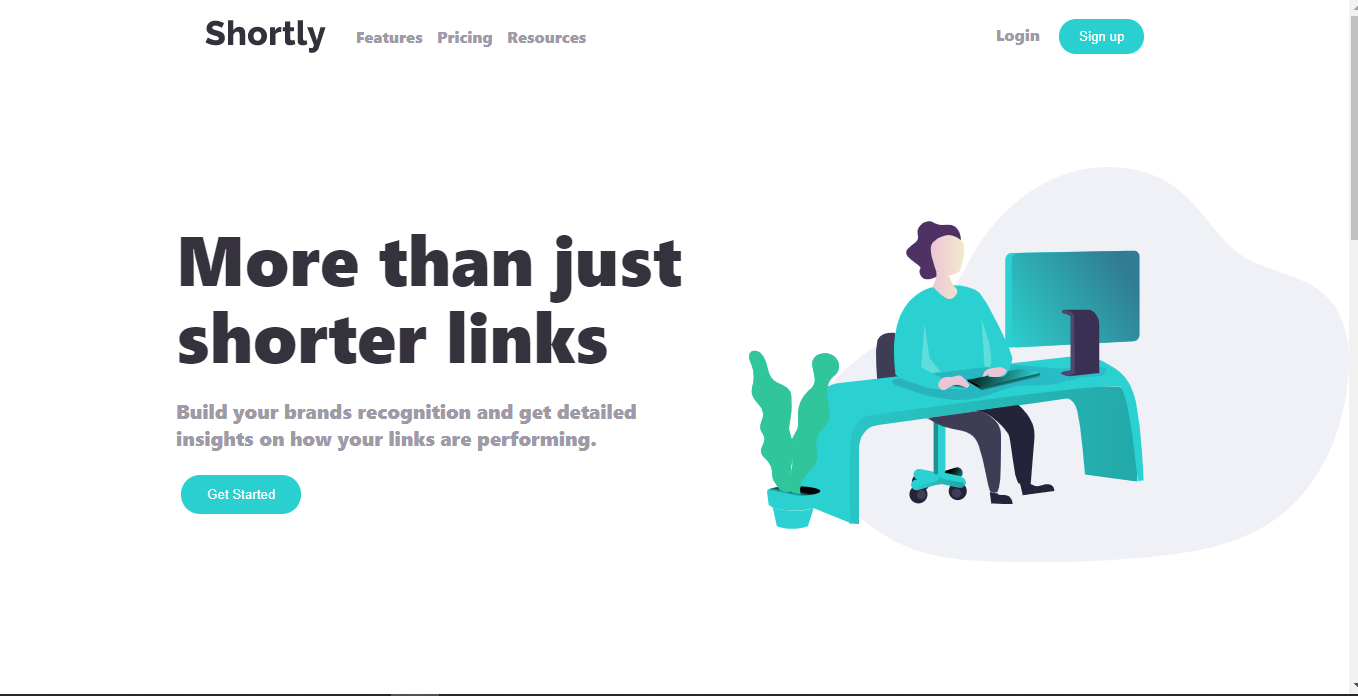 Shortly Features Pricing Resources Login Sign up
More than just
shorter links
Build your brands recognition and get detailed
insights on how your links are performing.
Get Started